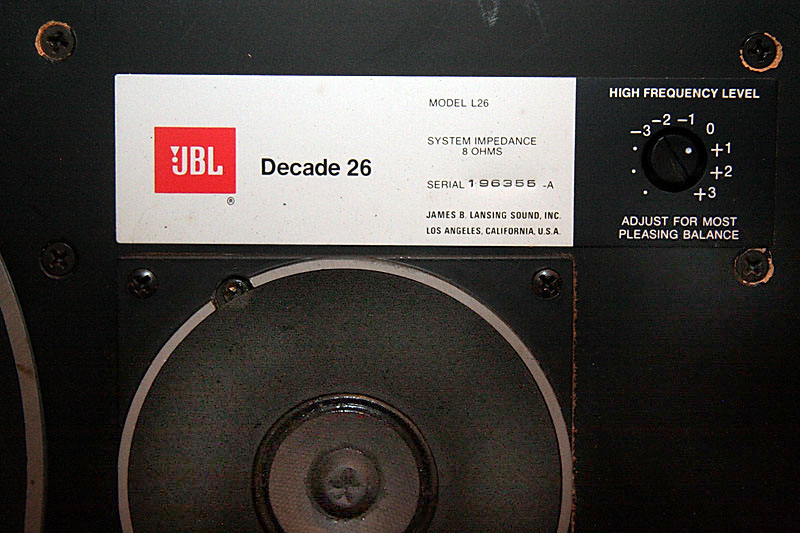 JBL
®
Decade 26
MODEL L26
SYSTEM IMPEDANCE
8 OHMS
SERIAL 196355 -A
JAMES B. LANSING SOUND, INC.
LOS ANGELES, CALIFORNIA, U.S.A.
HIGH FREQUENCY LEVEL
-3 -2 -1 0 +1 +2 +3
ADJUST FOR MOST
PLEASING BALANCE